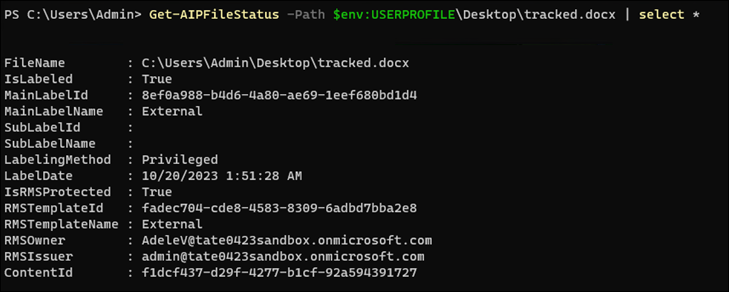 PS C:\Users\Admin> Get-AIPFileStatus -Path $env:USERPROFILE\Desktop\tracked.docx | select *
FileName : C:\Users\Admin\Desktop\tracked.docx
IsLabeled : True
MainLabelId : 8ef0a988-b4d6-4a80-ae69-1eef680bd1d4
MainLabelName : External
SubLabelId :
SubLabelName :
LabelingMethod : Privileged
LabelDate : 10/20/2023 1:51:28 AM
IsRMSProtected : True
RMSTemplateId : fadec704-cde8-4583-8309-6adbd7bba2e8
RMSTemplateName : External
RMSOwner : AdeleV@tate0423sandbox.onmicrosoft.com
RMSIssuer : admin@tate0423sandbox.onmicrosoft.com
ContentId : f1dcf437-d29f-4277-b1cf-92a594391727